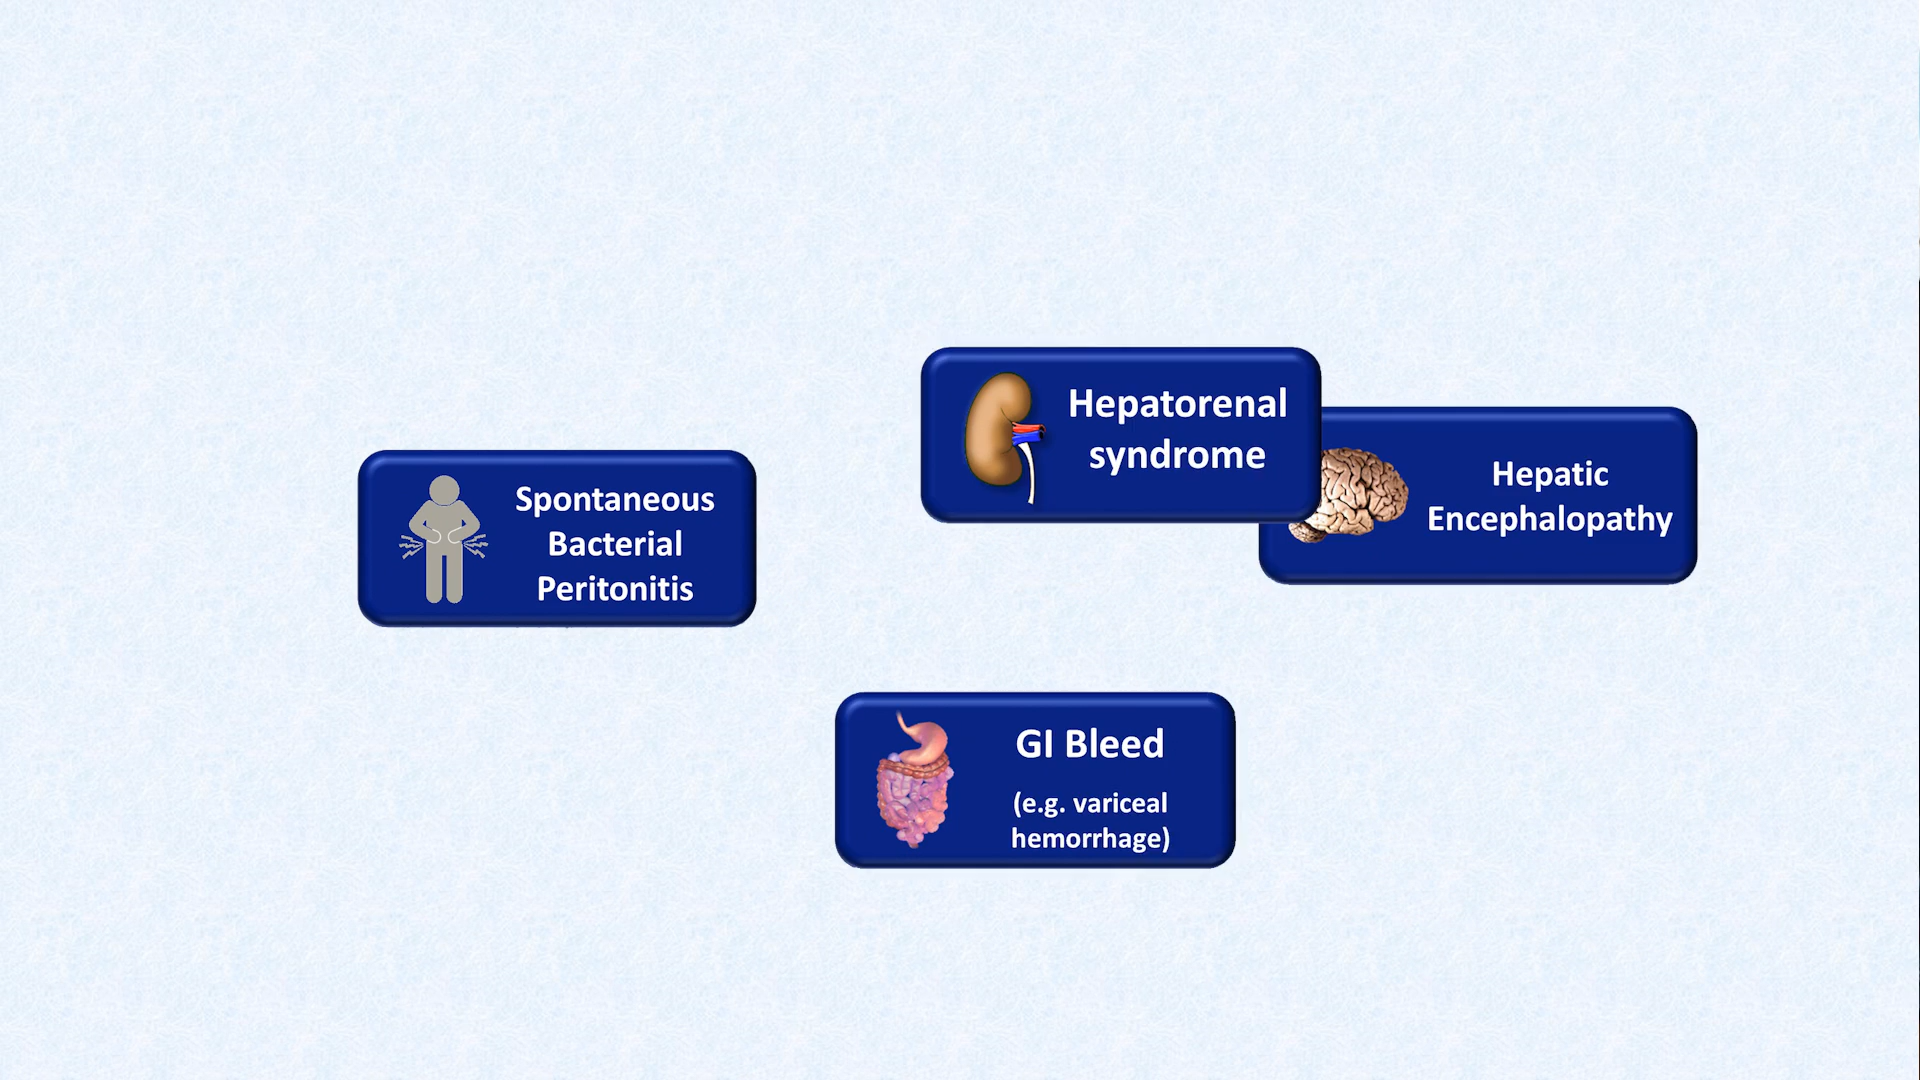 Hepatorenal
syndrome
Hepatic
Encephalopathy
Spontaneous
Bacterial
Peritonitis
GI Bleed
(e.g. variceal
hemorrhage)